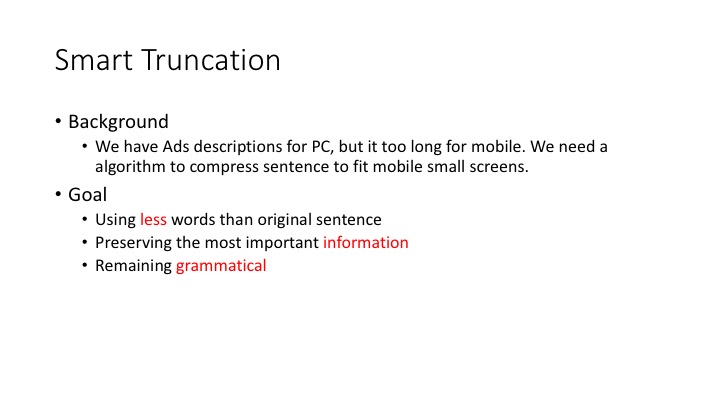 Smart Truncation
• Background
• We have Ads descriptions for PC, but it too long for mobile. We need a
algorithm to compress sentence to fit mobile small screens.
• Goal
• Using less words than original sentence
• Preserving the most important information
• Remaining grammatical